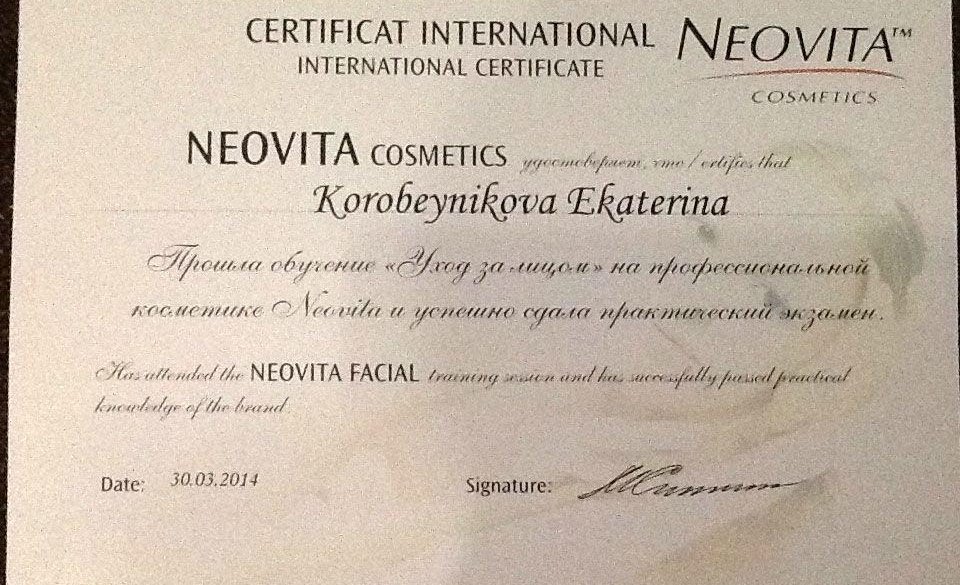 CERTIFICAT INTERNATIONAL
INTERNATIONAL CERTIFICATE
NEOVITA™
COSMETICS
NEOVITA COSMETICS удостоверяет, что / certifies that
Korobeynikova Ekaterina
Прошла обучение «Уход за лицом» на профессиональной
косметике Neovita и успешно сдала практический экзамен.
Has attended the NEOVITA FACIAL training session and has successfully passed practical
knowledge of the brand
Date: 30.03.2014
Signature: